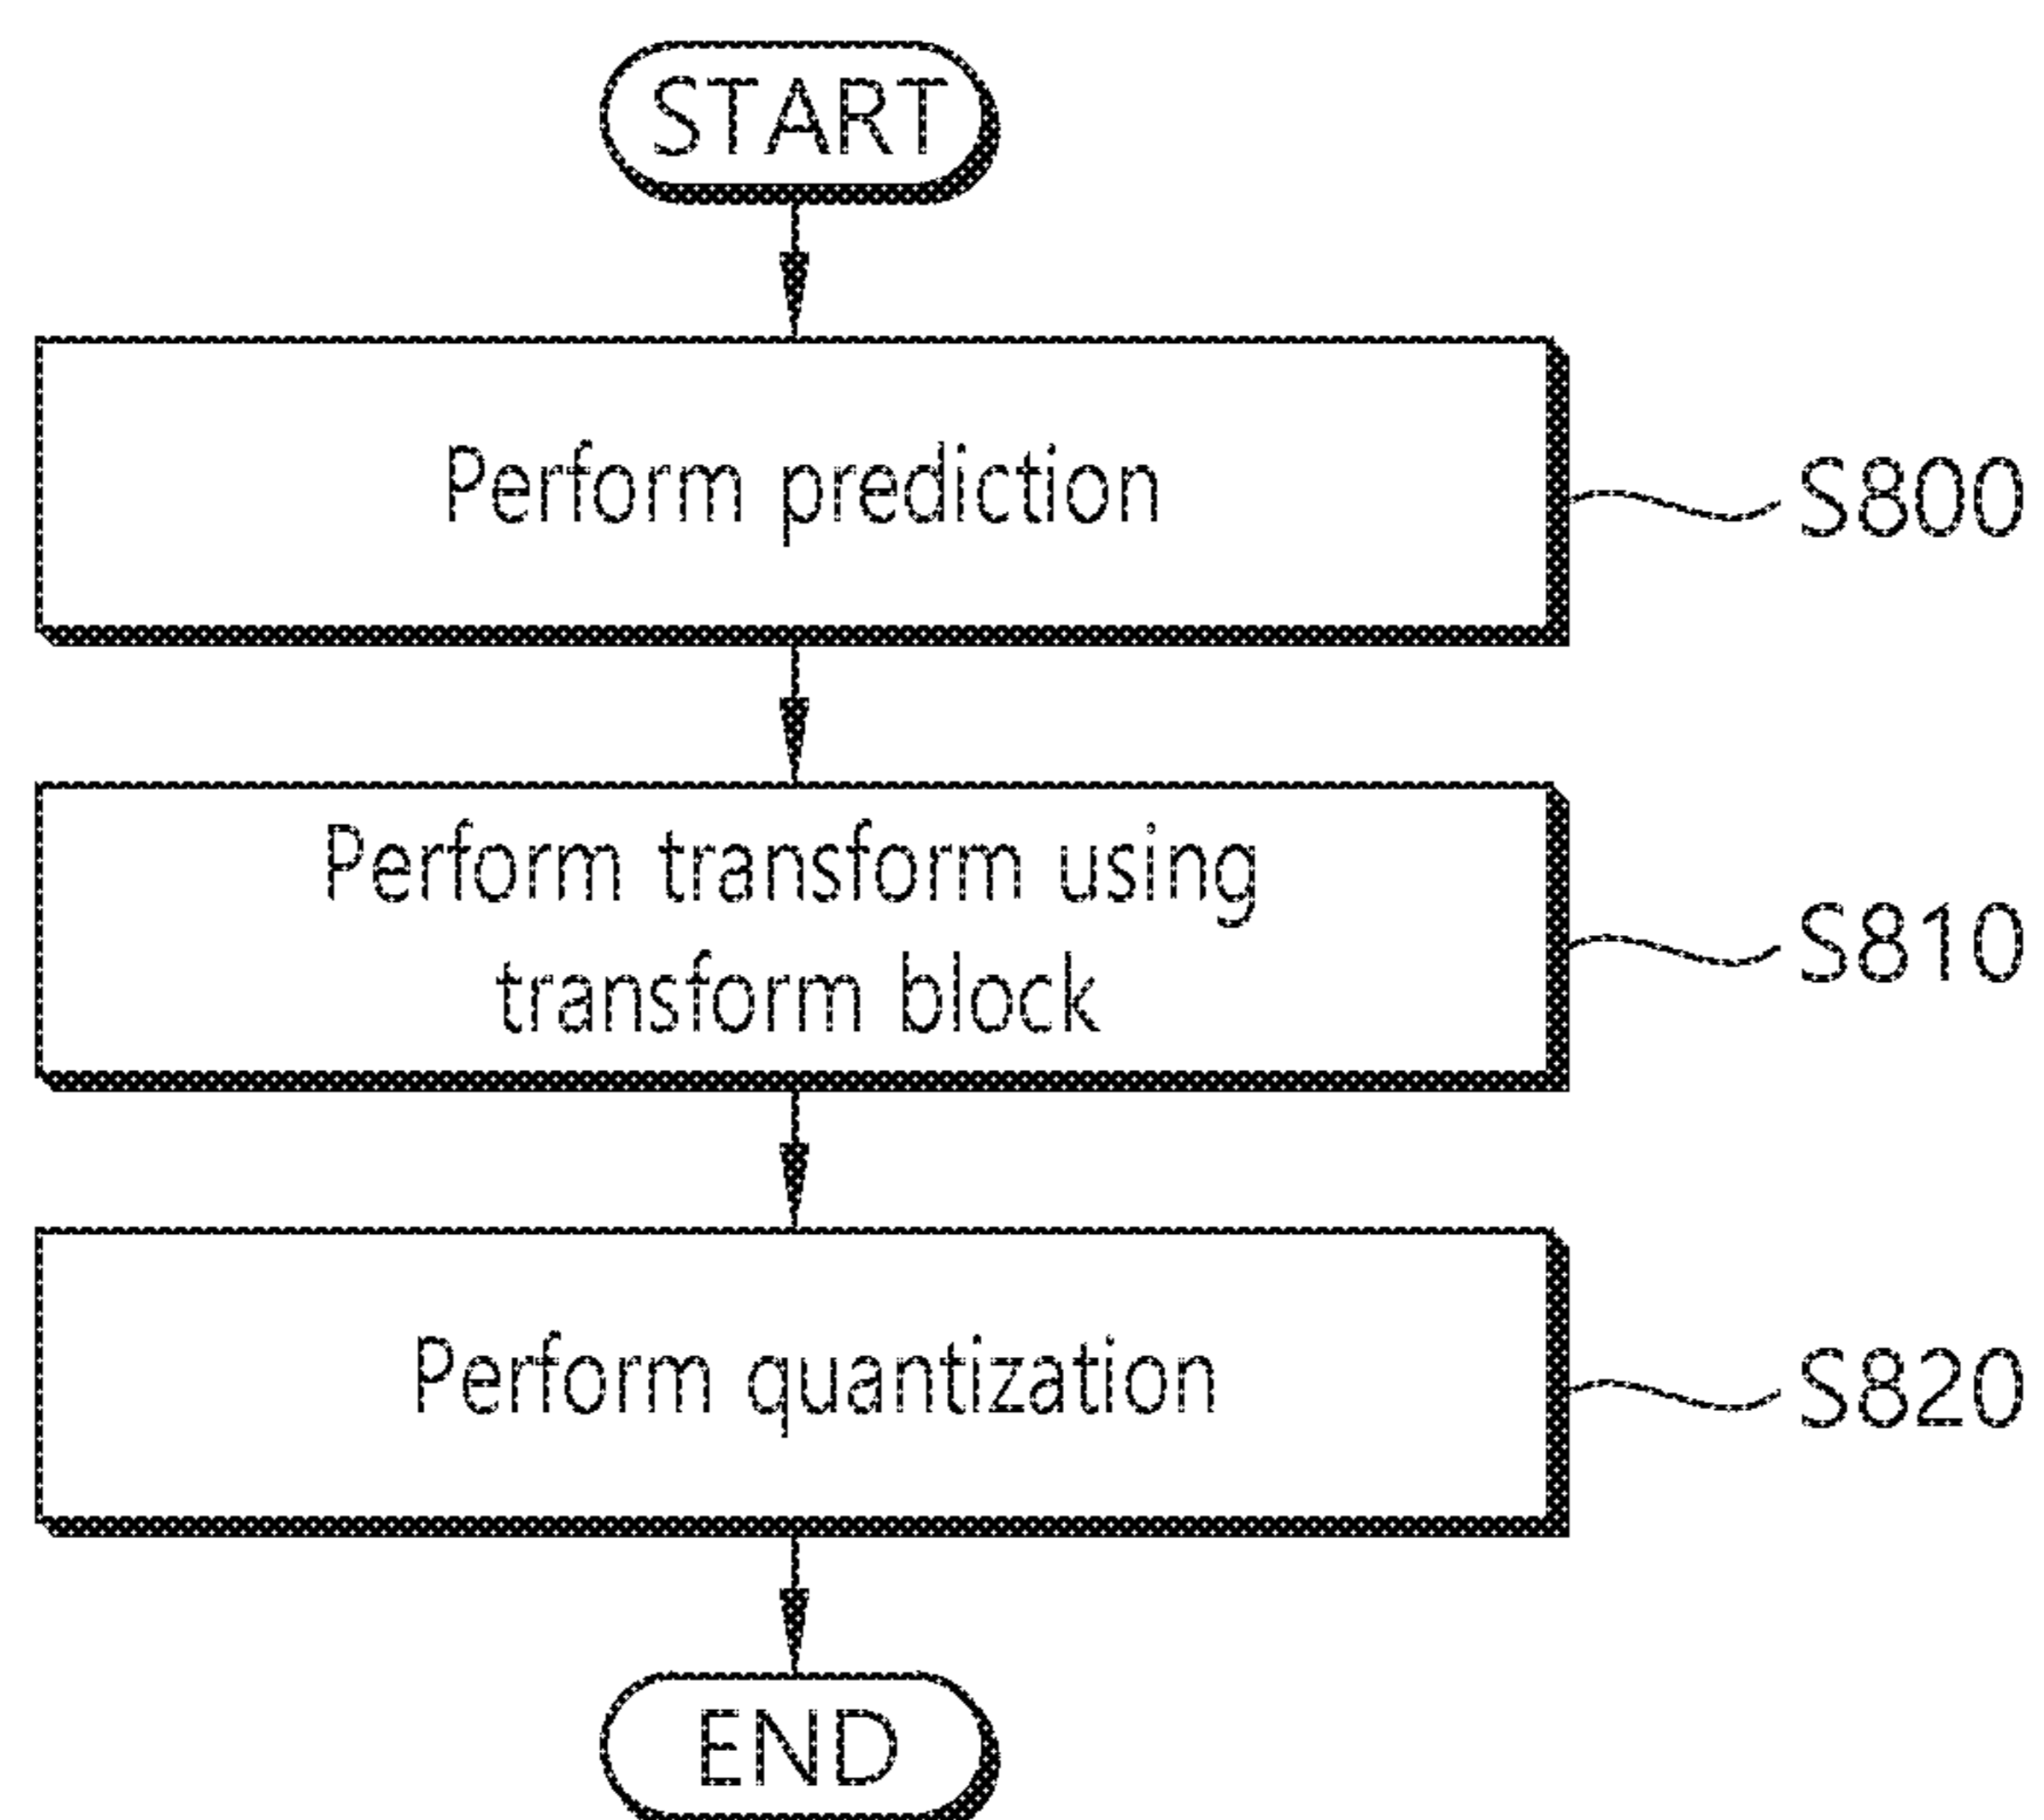 START
Perform prediction
S800
Perform transform using
transform block
S810
Perform quantization
S820
END